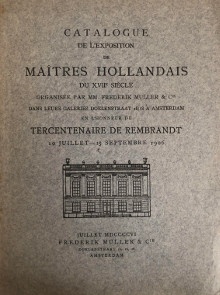 CATALOGUE
DE L'EXPOSITION
DE
MAÎTRES HOLLANDAIS
DU XVIIE SIÈCLE
ORGANISÉE PAR MM. FREDERIK MULLER & CIE
DANS LEURS GALERIES DOELENSTRAAT 16/18 A AMSTERDAM
EN L'HONNEUR DU
TERCENTENAIRE DE REMBRANDT
10 JUILLET—15 SEPTEMBRE 1906
JUILLET MDCCCCVI
FREDERIK MULLER & CIE
AMSTERDAM